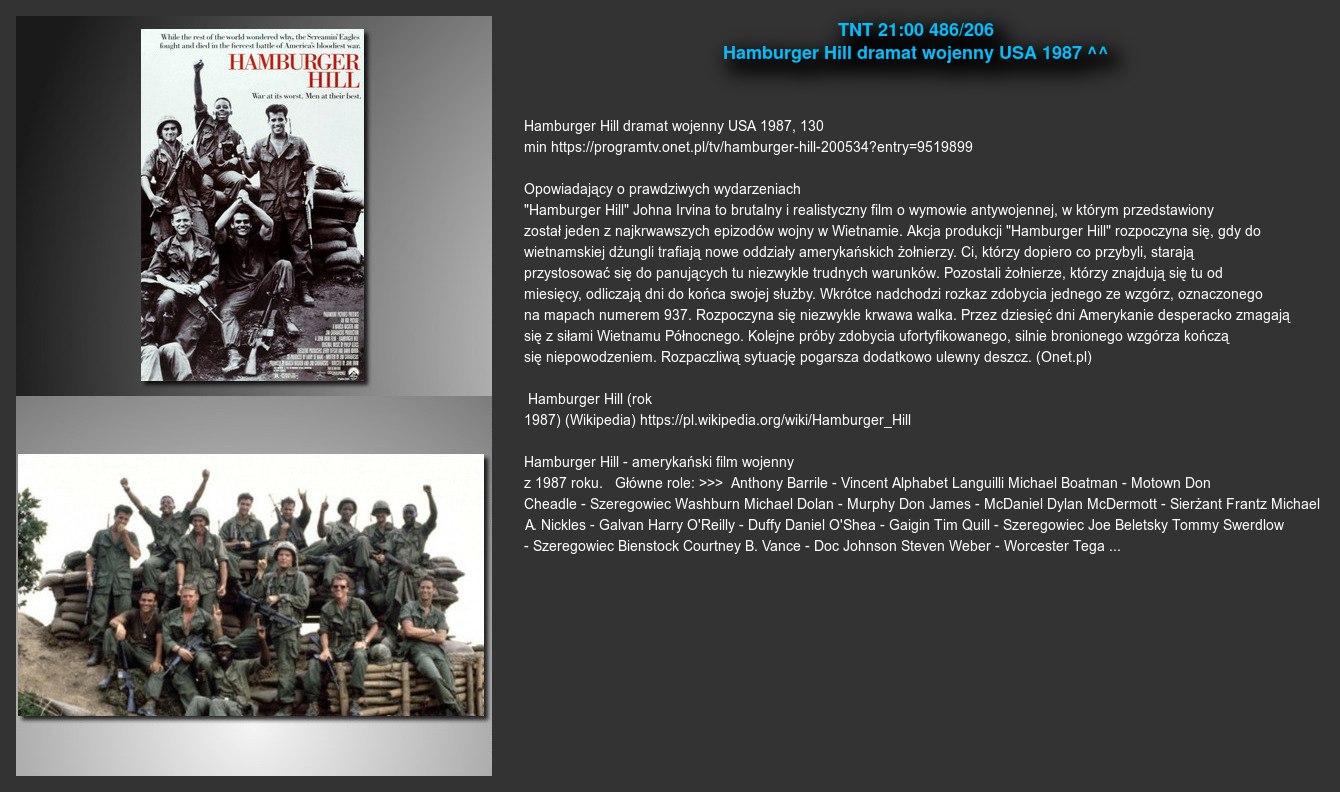 While the rest of the world wondered why, the Screamin' Eagles
fought and died in the fiercest battle of America's bloodiest war.
HAMBURGER
HILL
War at its worst. Men at their best.
TNT 21:00 486/206
Hamburger Hill dramat wojenny USA 1987 ^^
Hamburger Hill dramat wojenny USA 1987, 130
min https://programtv.onet.pl/tv/hamburger-hill-200534?entry=9519899
Opowiadający o prawdziwych wydarzeniach
"Hamburger Hill" Johna Irvina to brutalny i realistyczny film o wymowie antywojennej, w którym przedstawiony
został jeden z najkrwawszych epizodów wojny w Wietnamie. Akcja produkcji "Hamburger Hill" rozpoczyna się, gdy do
wietnamskiej dżungli trafiają nowe oddziały amerykańskich żołnierzy. Ci, którzy dopiero co przybyli, starają
przystosować się do panujących tu niezwykle trudnych warunków. Pozostali żołnierze, którzy znajdują się tu od
miesięcy, odliczają dni do końca swojej służby. Wkrótce nadchodzi rozkaz zdobycia jednego ze wzgórz, oznaczonego
na mapach numerem 937. Rozpoczyna się niezwykle krwawa walka. Przez dziesięć dni Amerykanie desperacko zmagają
się z siłami Wietnamu Północnego. Kolejne próby zdobycia ufortyfikowanego, silnie bronionego wzgórza kończą
się niepowodzeniem. Rozpaczliwą sytuację pogarsza dodatkowo ulewny deszcz. (Onet.pl)
Hamburger Hill (rok
1987) (Wikipedia) https://pl.wikipedia.org/wiki/Hamburger_Hill
Hamburger Hill - amerykański film wojenny
z 1987 roku. Główne role: >>> Anthony Barrile - Vincent Alphabet Languilli Michael Boatman - Motown Don
Cheadle - Szeregowiec Washburn Michael Dolan - Murphy Don James - McDaniel Dylan McDermott - Sierżant Frantz Michael
A. Nickles - Galvan Harry O'Reilly - Duffy Daniel O'Shea - Gaigin Tim Quill - Szeregowiec Joe Beletsky Tommy Swerdlow
- Szeregowiec Bienstock Courtney B. Vance - Doc Johnson Steven Weber - Worcester Tega ...